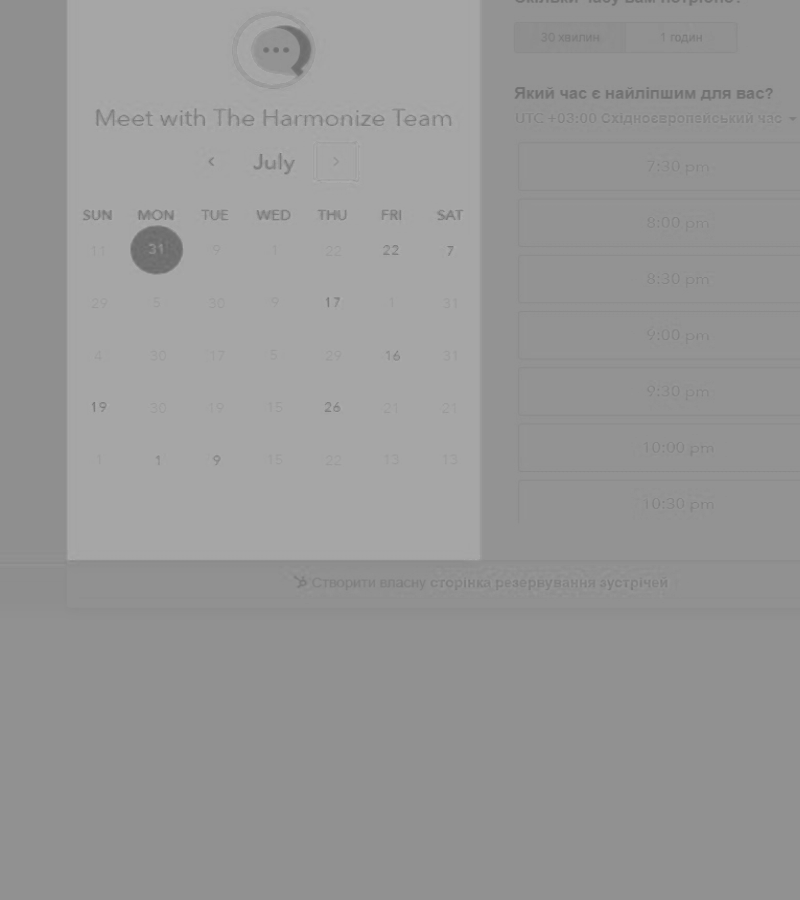 Скільки часу вам потрібно?
30 хвилин 1 годин
Meet with The Harmonize Team
‹ July ›
SUN MON TUE WED THU FRI SAT
11 31 9 1 22 22 7
29 5 30 9 17 1 31
4 30 17 5 29 16 31
19 30 19 15 26 21 21
1 1 9 15 22 13 13
Який час є найліпшим для вас?
UTC +03:00 Східноєвропейський час
7:30 pm
8:00 pm
8:30 pm
9:00 pm
9:30 pm
10:00 pm
10:30 pm
Створити власну сторінка резервування зустрічей